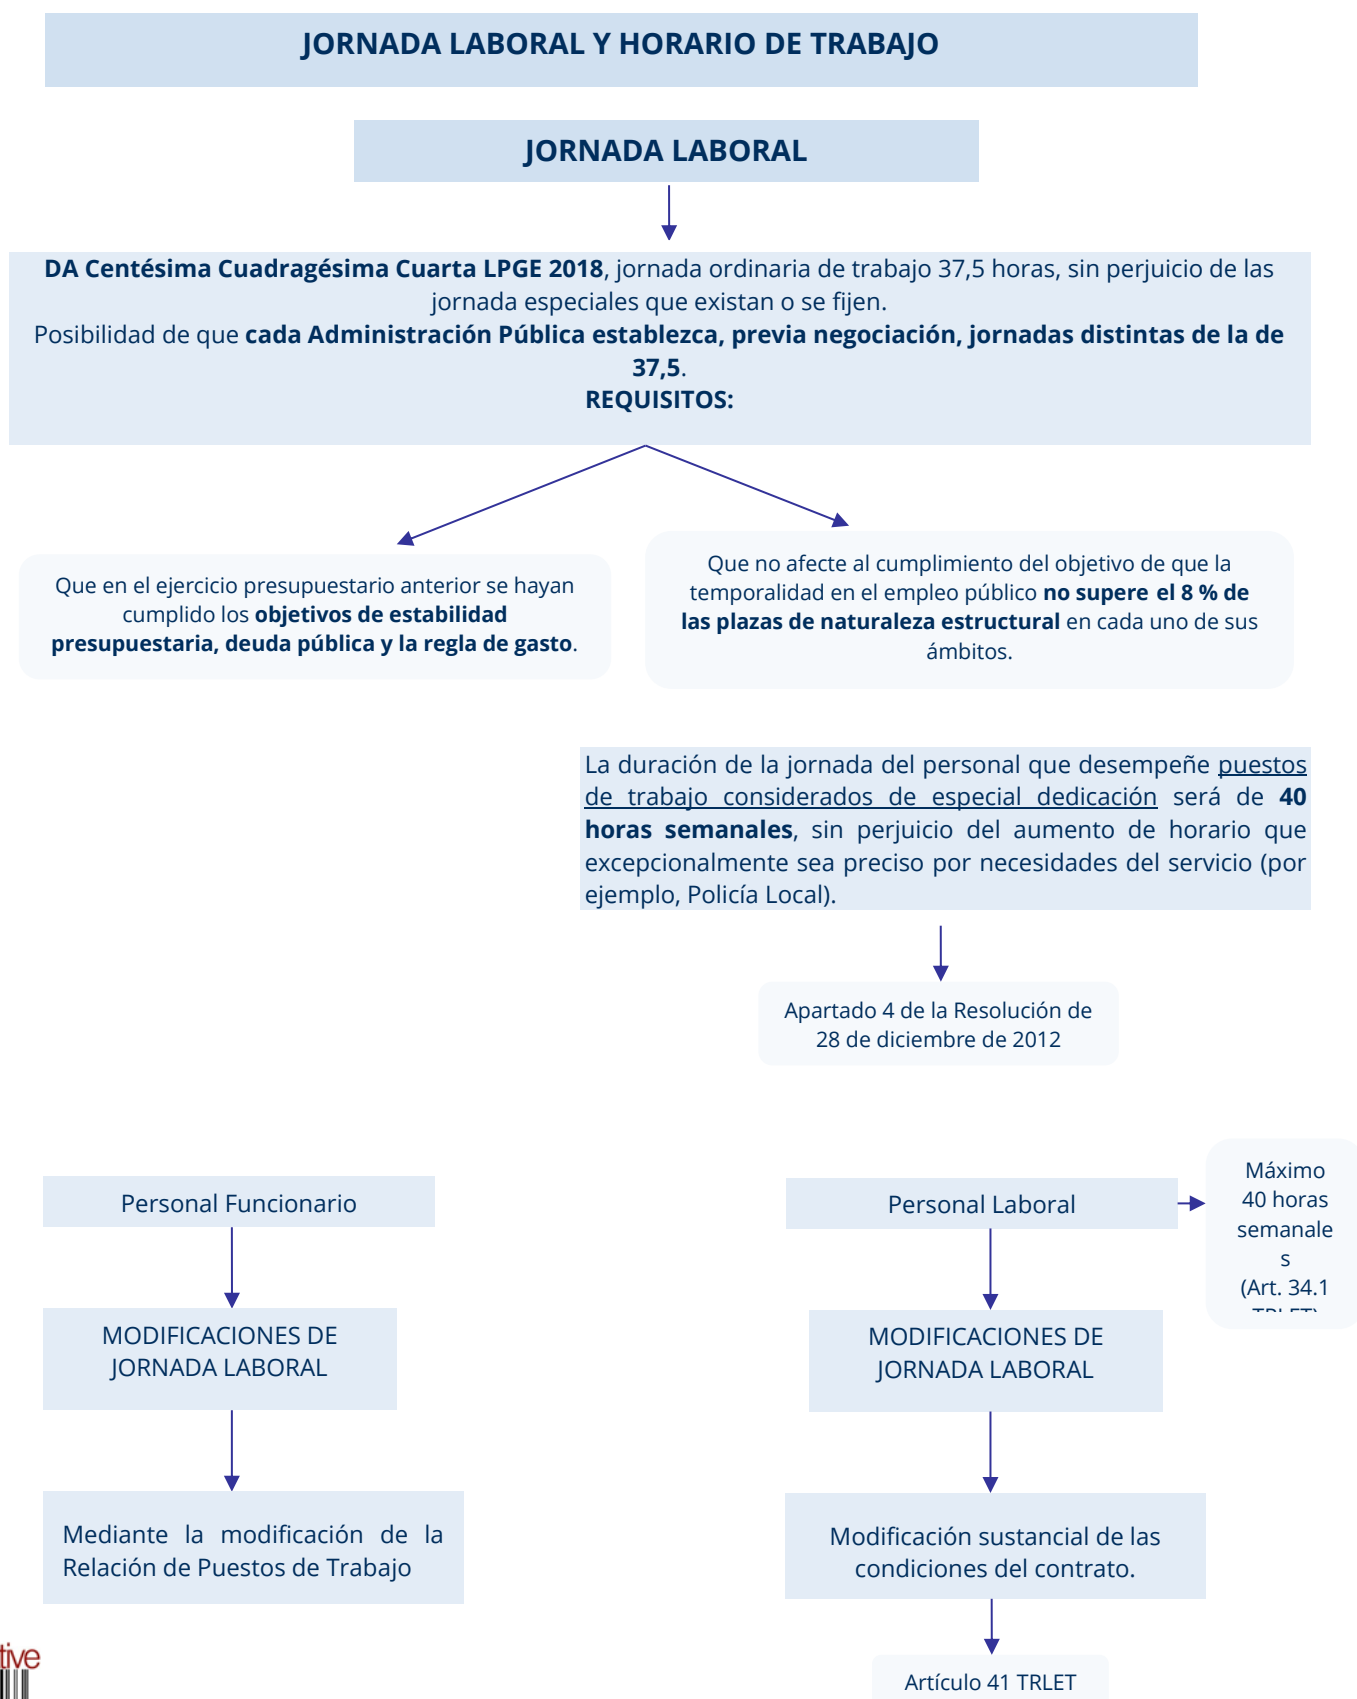 JORNADA LABORAL Y HORARIO DE TRABAJO
JORNADA LABORAL
DA Centésima Cuadragésima Cuarta LPGE 2018, jornada ordinaria de trabajo 37,5 horas, sin perjuicio de las
jornada especiales que existan o se fijen.
Posibilidad de que cada Administración Pública establezca, previa negociación, jornadas distintas de la de
37,5.
REQUISITOS:
Que en el ejercicio presupuestario anterior se hayan
cumplido los objetivos de estabilidad
presupuestaria, deuda pública y la regla de gasto.
Que no afecte al cumplimiento del objetivo de que la
temporalidad en el empleo público no supere el 8 % de
las plazas de naturaleza estructural en cada uno de sus
ámbitos.
La duración de la jornada del personal que desempeñe puestos
de trabajo considerados de especial dedicación será de 40
horas semanales, sin perjuicio del aumento de horario que
excepcionalmente sea preciso por necesidades del servicio (por
ejemplo, Policía Local).
Apartado 4 de la Resolución de
28 de diciembre de 2012
Personal Funcionario
MODIFICACIONES DE
JORNADA LABORAL
Mediante la modificación de la
Relación de Puestos de Trabajo
Personal Laboral
Máximo
40 horas
semanale
s
(Art. 34.1
TRLET)
MODIFICACIONES DE
JORNADA LABORAL
Modificación sustancial de las
condiciones del contrato.
Artículo 41 TRLET
tive